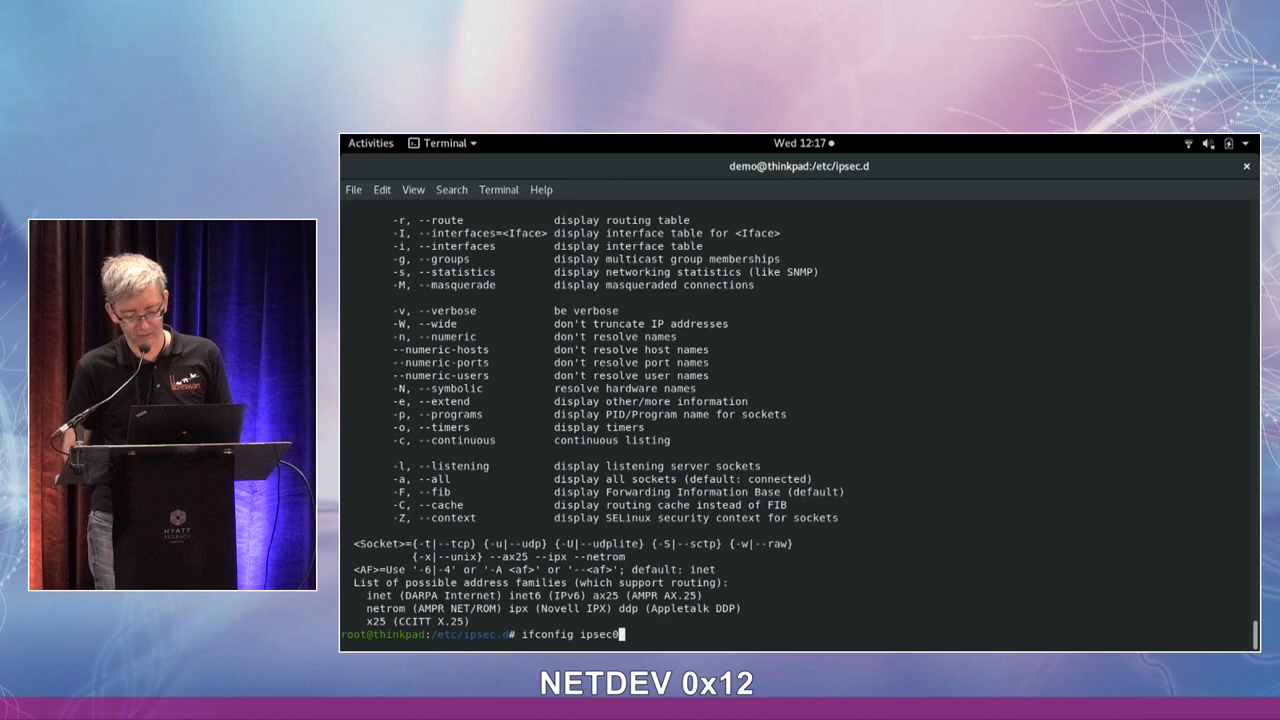 Activities Terminal Wed 12:17
demo@thinkpad:/etc/ipsec.d ×
File Edit View Search Terminal Help
-r, --route display routing table
-I, --interfaces=<Iface> display interface table for <Iface>
-i, --interfaces display interface table
-g, --groups display multicast group memberships
-s, --statistics display networking statistics (like SNMP)
-M, --masquerade display masqueraded connections
-v, --verbose be verbose
-W, --wide don't truncate IP addresses
-n, --numeric don't resolve names
--numeric-hosts don't resolve host names
--numeric-ports don't resolve port names
--numeric-users don't resolve user names
-N, --symbolic resolve hardware names
-e, --extend display other/more information
-p, --programs display PID/Program name for sockets
-o, --timers display timers
-c, --continuous continuous listing
-l, --listening display listening server sockets
-a, --all display all sockets (default: connected)
-F, --fib display Forwarding Information Base (default)
-C, --cache display routing cache instead of FIB
-Z, --context display SELinux security context for sockets
<Socket>={-t|--tcp} {-u|--udp} {-U|--udplite} {-S|--sctp} {-w|--raw}
{-x|--unix} --ax25 --ipx --netrom
<AF>=Use '-6|-4' or '-A <af>' or '--<af>'; default: inet
List of possible address families (which support routing):
inet (DARPA Internet) inet6 (IPv6) ax25 (AMPR AX.25)
netrom (AMPR NET/ROM) ipx (Novell IPX) ddp (Appletalk DDP)
x25 (CCITT X.25)
root@thinkpad:/etc/ipsec.d# ifconfig ipsec0
libreswan
HYATT
REGENCY
NETDEV 0x12